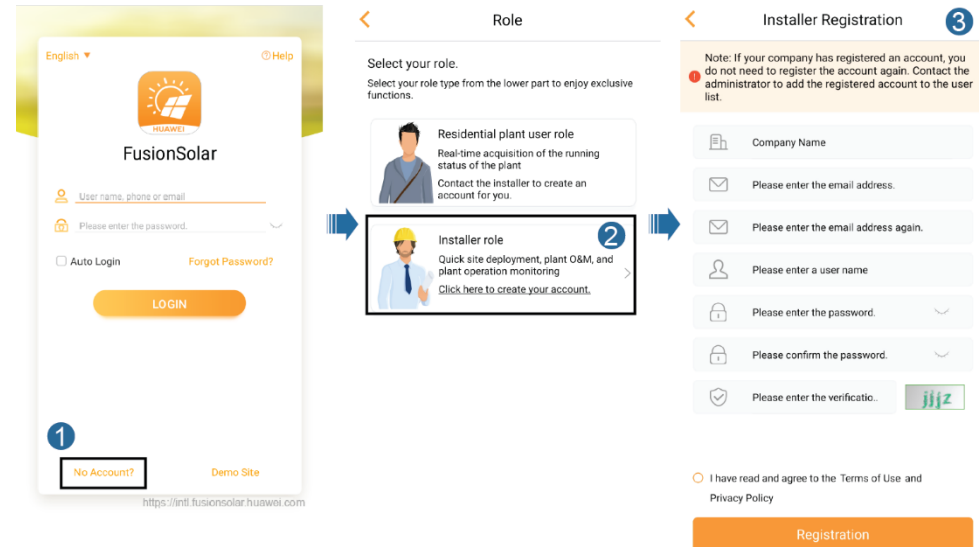 English ▼
?Help
HUAWEI
FusionSolar
User name, phone or email
Please enter the password.
Auto Login
Forgot Password?
LOGIN
1
No Account?
Demo Site
https://intl.fusionsolar.huawei.com
Role
Select your role.
Select your role type from the lower part to enjoy exclusive
functions.
Residential plant user role
Real-time acquisition of the running
status of the plant
Contact the installer to create an
account for you.
2
Installer role
Quick site deployment, plant O&M, and
plant operation monitoring
Click here to create your account.
Installer Registration
3
Note: If your company has registered an account, you
do not need to register the account again. Contact the
administrator to add the registered account to the user
list.
Company Name
Please enter the email address.
Please enter the email address again.
Please enter a user name
Please enter the password.
Please confirm the password.
Please enter the verificatio..
jjjz
I have read and agree to the Terms of Use and
Privacy Policy
Registration